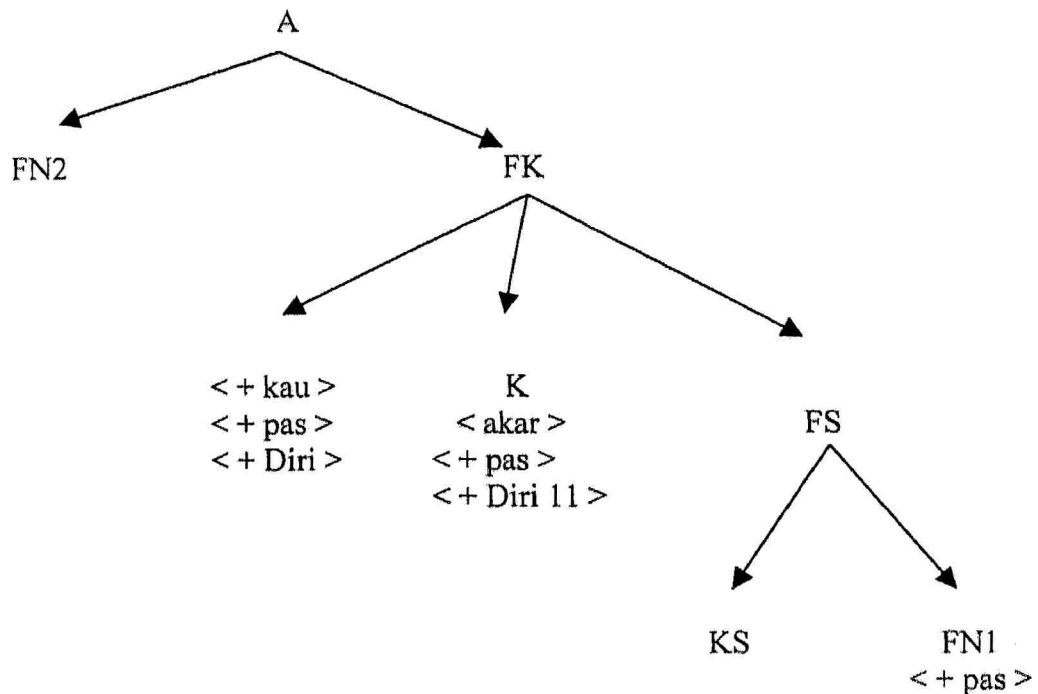 A
FN2
FK
< + kau >
< + pas >
< + Diri >
K
< akar >
< + pas >
< + Diri 11 >
FS
KS
FN1
< + pas >